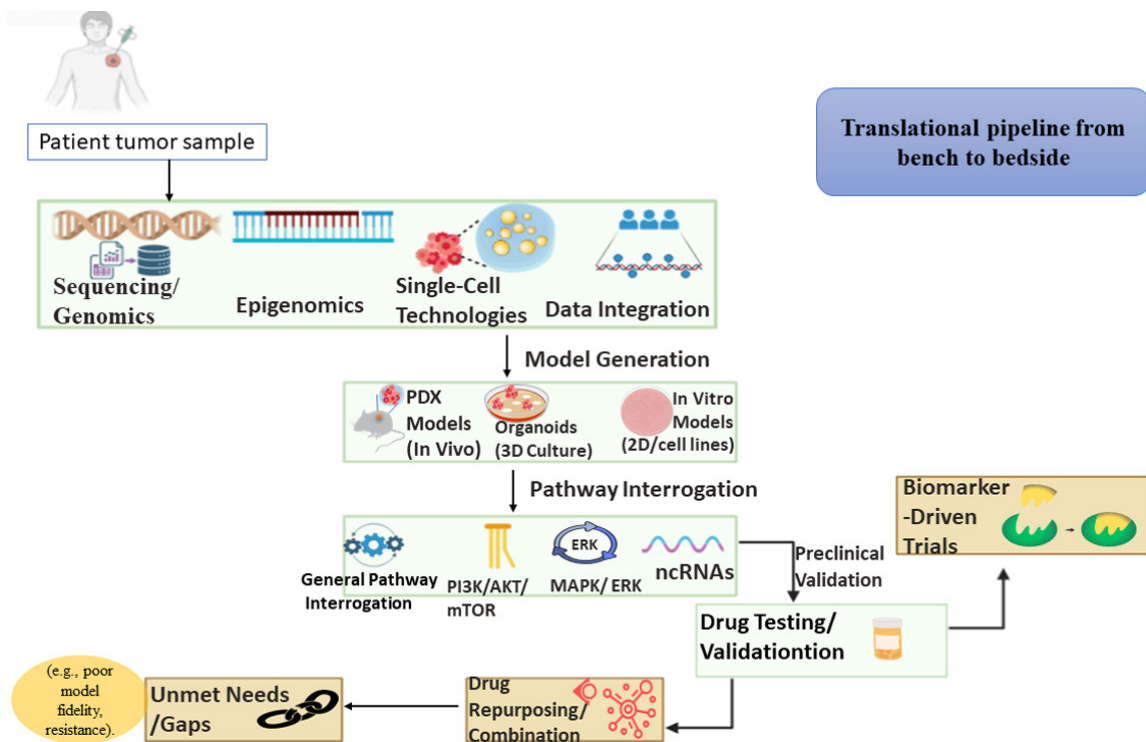 Patient tumor sample
Translational pipeline from
bench to bedside
Sequencing/
Genomics
Epigenomics
Single-Cell
Technologies
Data Integration
Model Generation
PDX
Models
(In Vivo)
Organoids
(3D Culture)
In Vitro
Models
(2D/cell lines)
Pathway Interrogation
General Pathway
Interrogation
PI3K/AKT/
mTOR
ERK
MAPK/ ERK
ncRNAs
Preclinical
Validation
Biomarker
-Driven
Trials
Drug Testing/
Validationtion
Drug
Repurposing/
Combination
Unmet Needs
/Gaps
(e.g., poor
model
fidelity,
resistance).